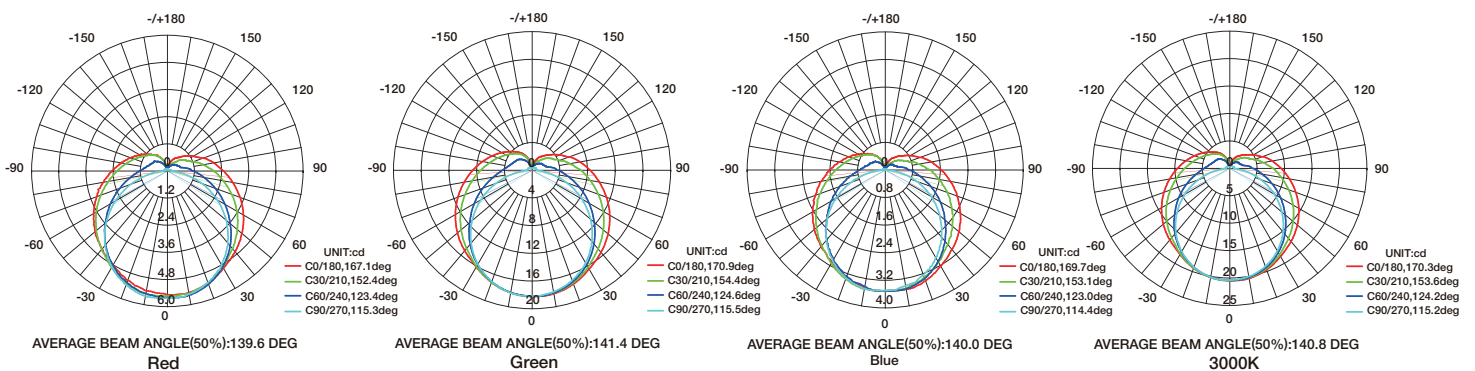 -/+180
-150
150
-120
120
-90
90
-60
60
-30
30
0
0
1.2
2.4
3.6
4.8
6.0
UNIT:cd
C0/180,167.1deg
C30/210,152.4deg
C60/240,123.4deg
C90/270,115.3deg
AVERAGE BEAM ANGLE(50%):139.6 DEG
Red
-/+180
-150
150
-120
120
-90
90
-60
60
-30
30
0
0
4
8
12
16
20
UNIT:cd
C0/180,170.9deg
C30/210,154.4deg
C60/240,124.6deg
C90/270,115.5deg
AVERAGE BEAM ANGLE(50%):141.4 DEG
Green
-/+180
-150
150
-120
120
-90
90
-60
60
-30
30
0
0
0.8
1.6
2.4
3.2
4.0
UNIT:cd
C0/180,169.7deg
C30/210,153.1deg
C60/240,123.0deg
C90/270,114.4deg
AVERAGE BEAM ANGLE(50%):140.0 DEG
Blue
-/+180
-150
150
-120
120
-90
90
-60
60
-30
30
0
0
5
10
15
20
25
UNIT:cd
C0/180,170.3deg
C30/210,153.6deg
C60/240,124.2deg
C90/270,115.2deg
AVERAGE BEAM ANGLE(50%):140.8 DEG
3000K